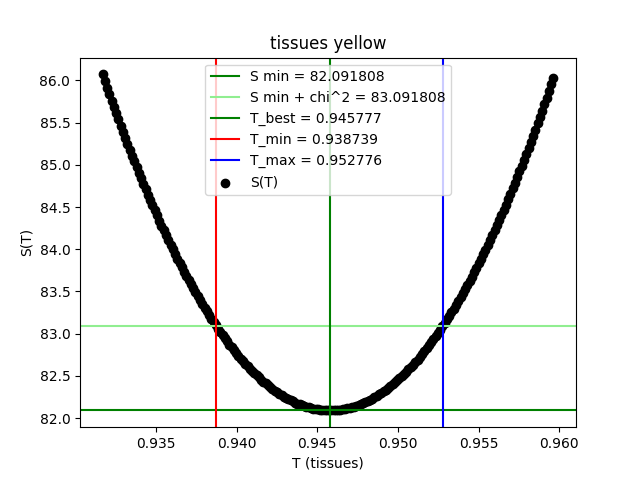 tissues yellow
S min = 82.091808
S min + chi^2 = 83.091808
T_best = 0.945777
T_min = 0.938739
T_max = 0.952776
S(T)
S(T)
86.0
85.5
85.0
84.5
84.0
83.5
83.0
82.5
82.0
0.935 0.940 0.945 0.950 0.955 0.960
T (tissues)